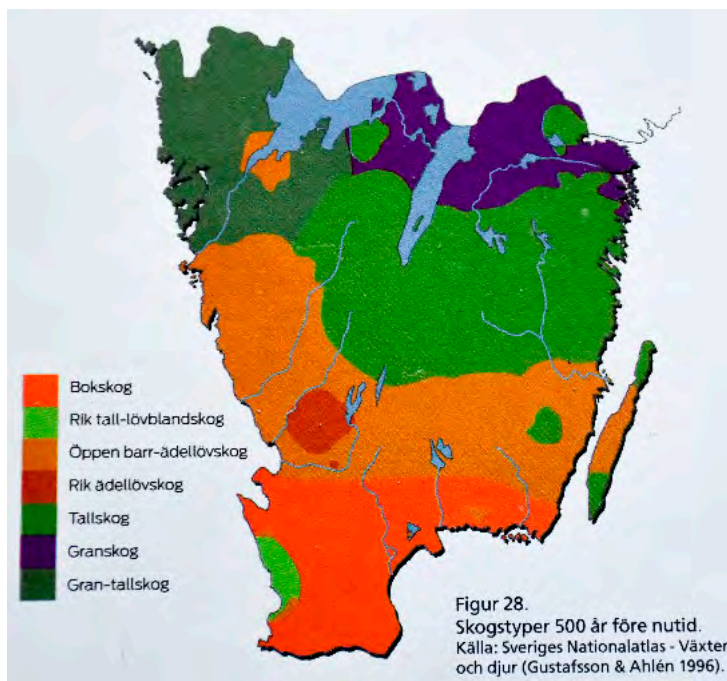 Bokskog
Rik tall-lövblandskog
Öppen barr-ädellövskog
Rik ädellövskog
Tallskog
Granskog
Gran-tallskog
Figur 28.
Skogstyper 500 år före nutid.
Källa: Sveriges Nationalatlas - Växter
och djur (Gustafsson & Ahlén 1996).